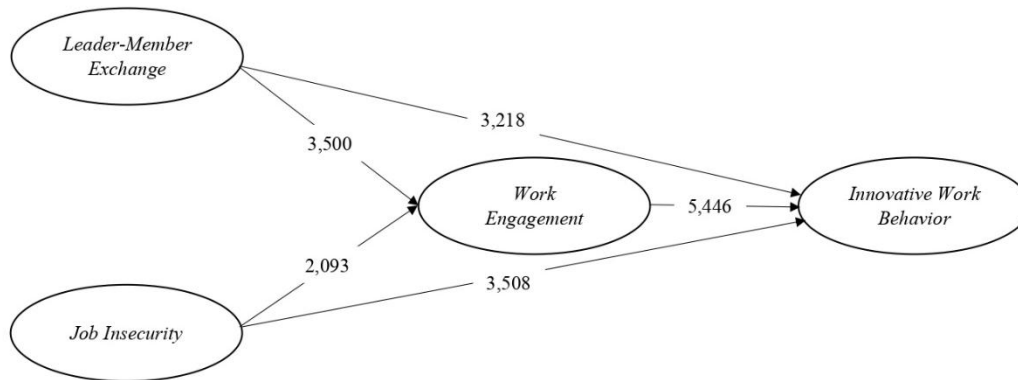 Leader-Member
Exchange
3,218
3,500
Work
Engagement
5,446
Innovative Work
Behavior
2,093
3,508
Job Insecurity